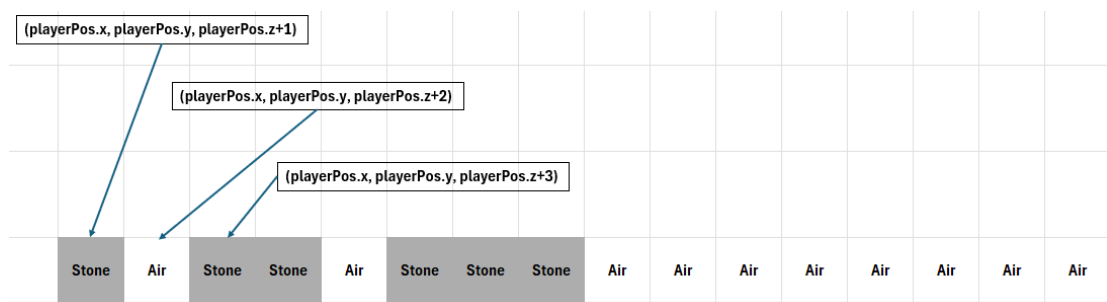 (playerPos.x, playerPos.y, playerPos.z+1)
(playerPos.x, playerPos.y, playerPos.z+2)
(playerPos.x, playerPos.y, playerPos.z+3)
Stone Air Stone Stone Air Stone Stone Stone Air Air Air Air Air Air Air Air